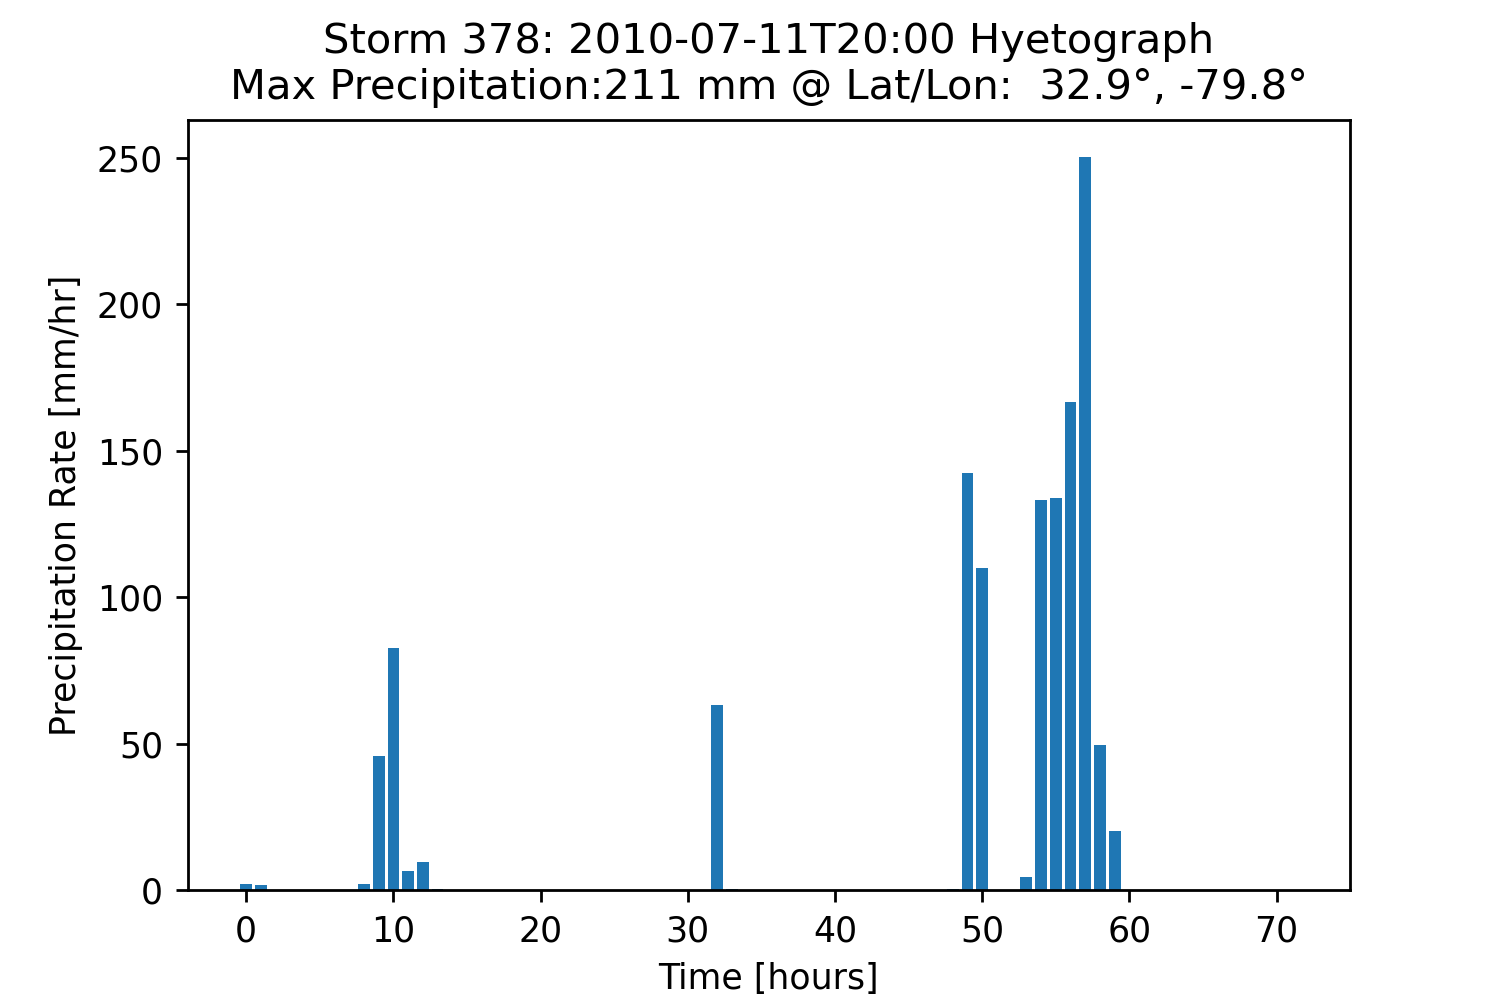 Storm 378: 2010-07-11T20:00 Hyetograph
Max Precipitation:211 mm @ Lat/Lon:  32.9°, -79.8°
Precipitation Rate [mm/hr]
250
200
150
100
50
0
0 10 20 30 40 50 60 70
Time [hours]